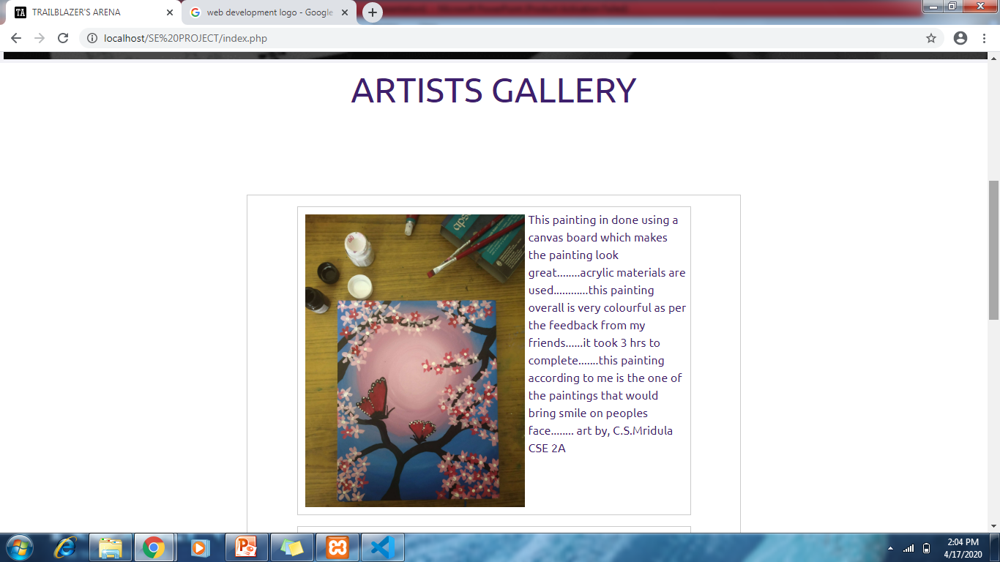 TRAILBLAZER'S ARENA
web development logo - Google
localhost/SE%20PROJECT/index.php
ARTISTS GALLERY
This painting in done using a
canvas board which makes
the painting look
great........acrylic materials are
used............this painting
overall is very colourful as per
the feedback from my
friends......it took 3 hrs to
complete.......this painting
according to me is the one of
the paintings that would
bring smile on peoples
face........ art by, C.S.Mridula
CSE 2A
2:04 PM
4/17/2020